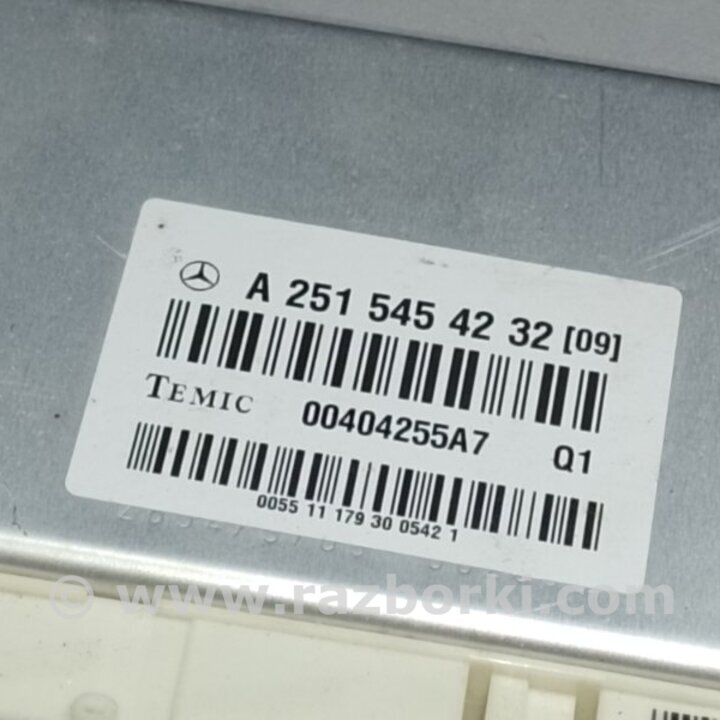 A 251 545 42 32 [09]
TEMIC 00404255A7 Q1
0055 11 179 30 0542 1
© www.razborki.com